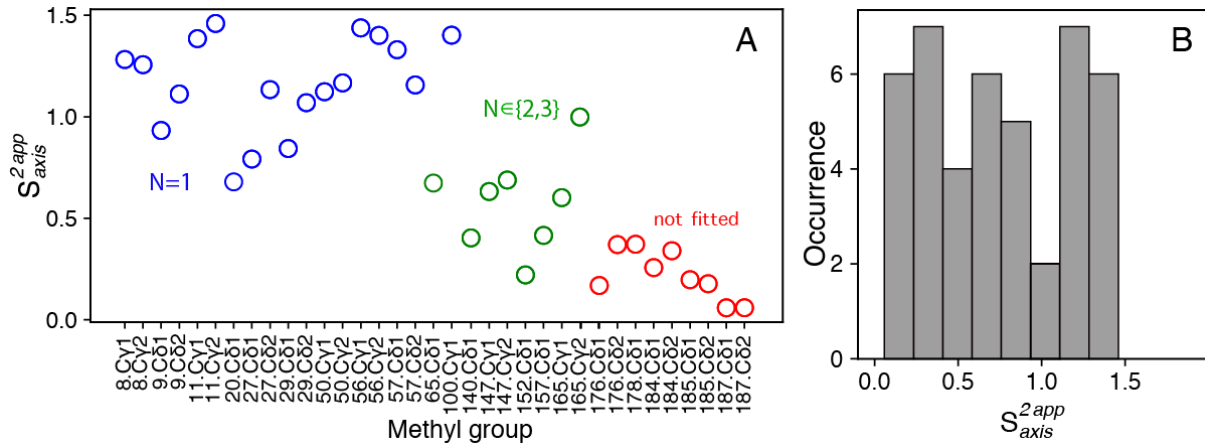 A
S²ᵃᵖᵖaxis
1.5
1.0
0.5
0.0
N=1
N∈{2,3}
not fitted
8.Cγ1
8.Cγ2
9.Cδ1
9.Cδ2
11.Cγ1
11.Cγ2
20.Cδ1
27.Cδ1
27.Cδ2
29.Cδ1
29.Cδ2
50.Cγ1
50.Cγ2
56.Cγ1
56.Cγ2
57.Cδ1
57.Cδ2
65.Cδ1
100.Cγ1
140.Cδ1
147.Cγ1
147.Cγ2
152.Cδ1
157.Cδ1
165.Cγ1
165.Cγ2
176.Cδ1
176.Cδ2
178.Cδ1
184.Cδ1
184.Cδ2
185.Cδ1
185.Cδ2
187.Cδ1
187.Cδ2
Methyl group
B
Occurrence
6
4
2
0
0.0
0.5
1.0
1.5
S²ᵃᵖᵖaxis